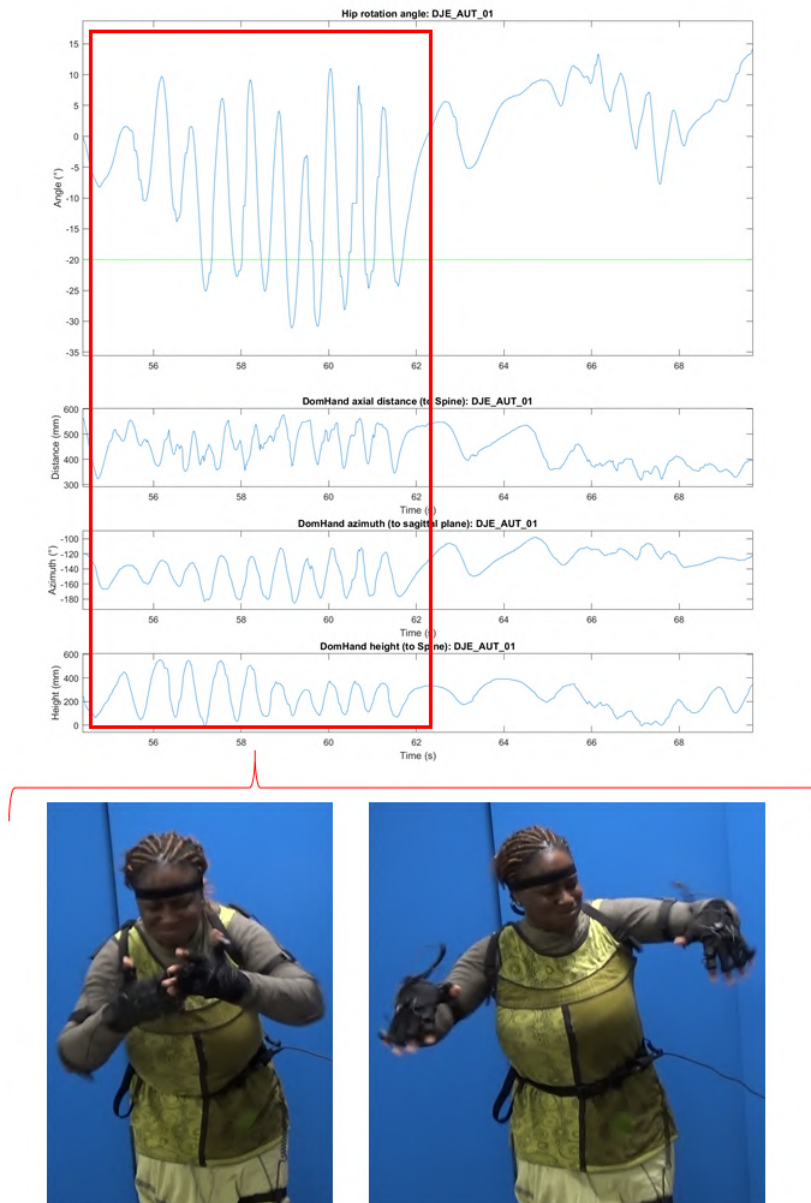 Hip rotation angle: DJE_AUT_01
15
10
5
0
-5
-10
-15
-20
-25
-30
-35
Angle (°)
56 58 60 62 64 66 68
DomHand axial distance (to Spine): DJE_AUT_01
600
500
400
300
Distance (mm)
56 58 60 62 64 66 68
Time (s)
DomHand azimuth (to sagittal plane): DJE_AUT_01
-100
-120
-140
-160
-180
Azimuth (°)
56 58 60 62 64 66 68
Time (s)
DomHand height (to Spine): DJE_AUT_01
600
400
200
0
Height (mm)
56 58 60 62 64 66 68
Time (s)